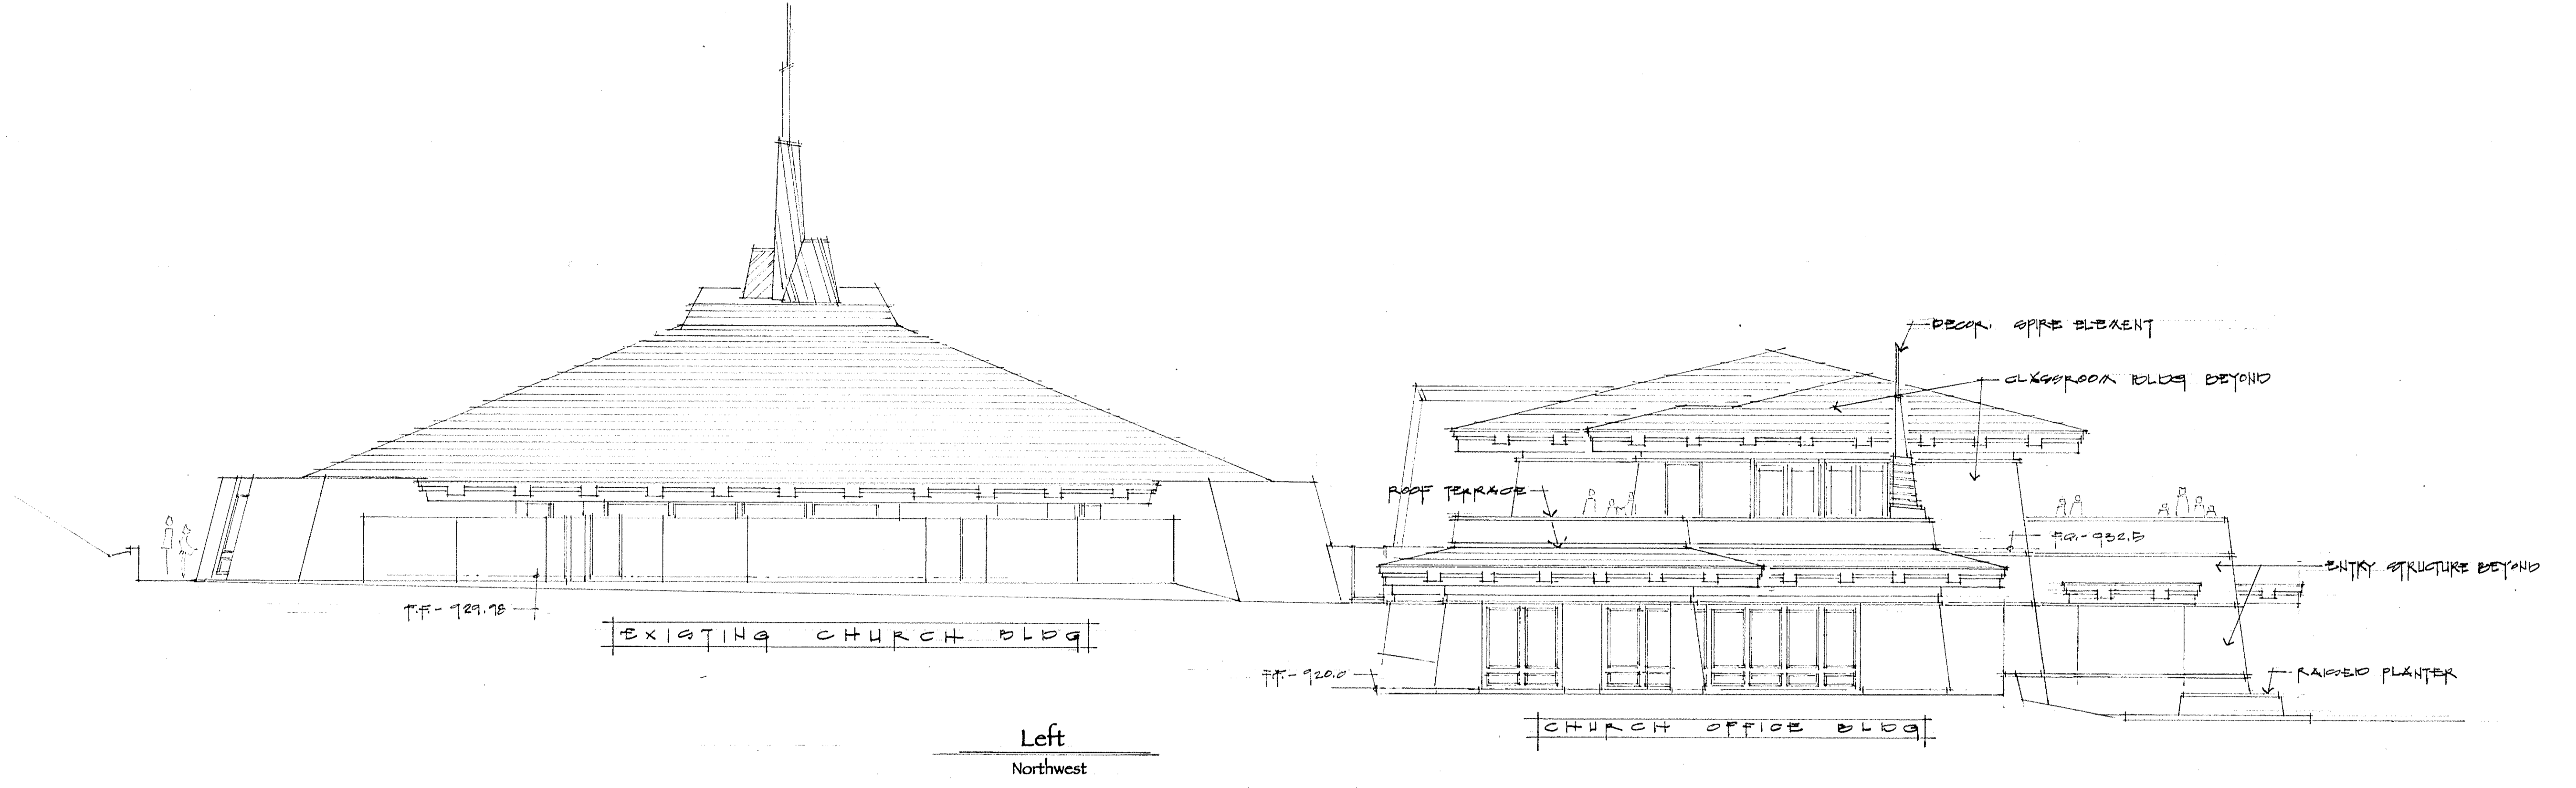 DECOR. SPIRE ELEMENT
CLASSROOM BLDG BEYOND
ROOF TERRACE
F.G.-932.5
ENTRY STRUCTURE BEYOND
F.F.-929.98
EXISTING CHURCH BLDG
F.F.-920.0
RAISED PLANTER
CHURCH OFFICE BLDG
Left
Northwest